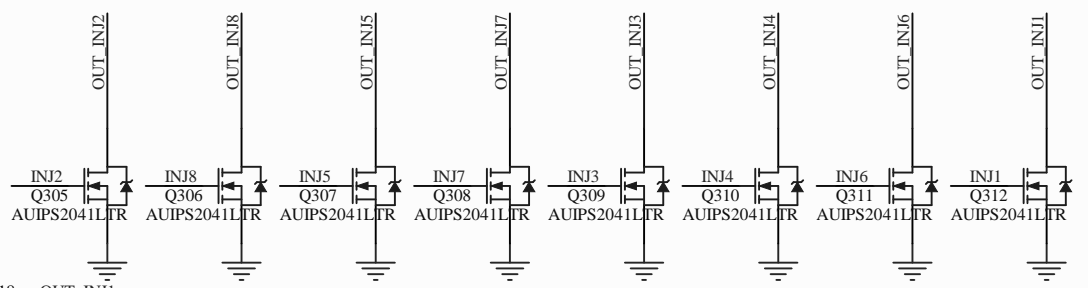 OUT_INJ2
OUT_INJ8
OUT_INJ5
OUT_INJ7
OUT_INJ3
OUT_INJ4
OUT_INJ6
OUT_INJ1
INJ2
Q305
AUIPS2041LTR
INJ8
Q306
AUIPS2041LTR
INJ5
Q307
AUIPS2041LTR
INJ7
Q308
AUIPS2041LTR
INJ3
Q309
AUIPS2041LTR
INJ4
Q310
AUIPS2041LTR
INJ6
Q311
AUIPS2041LTR
INJ1
Q312
AUIPS2041LTR
OUT_INJ1